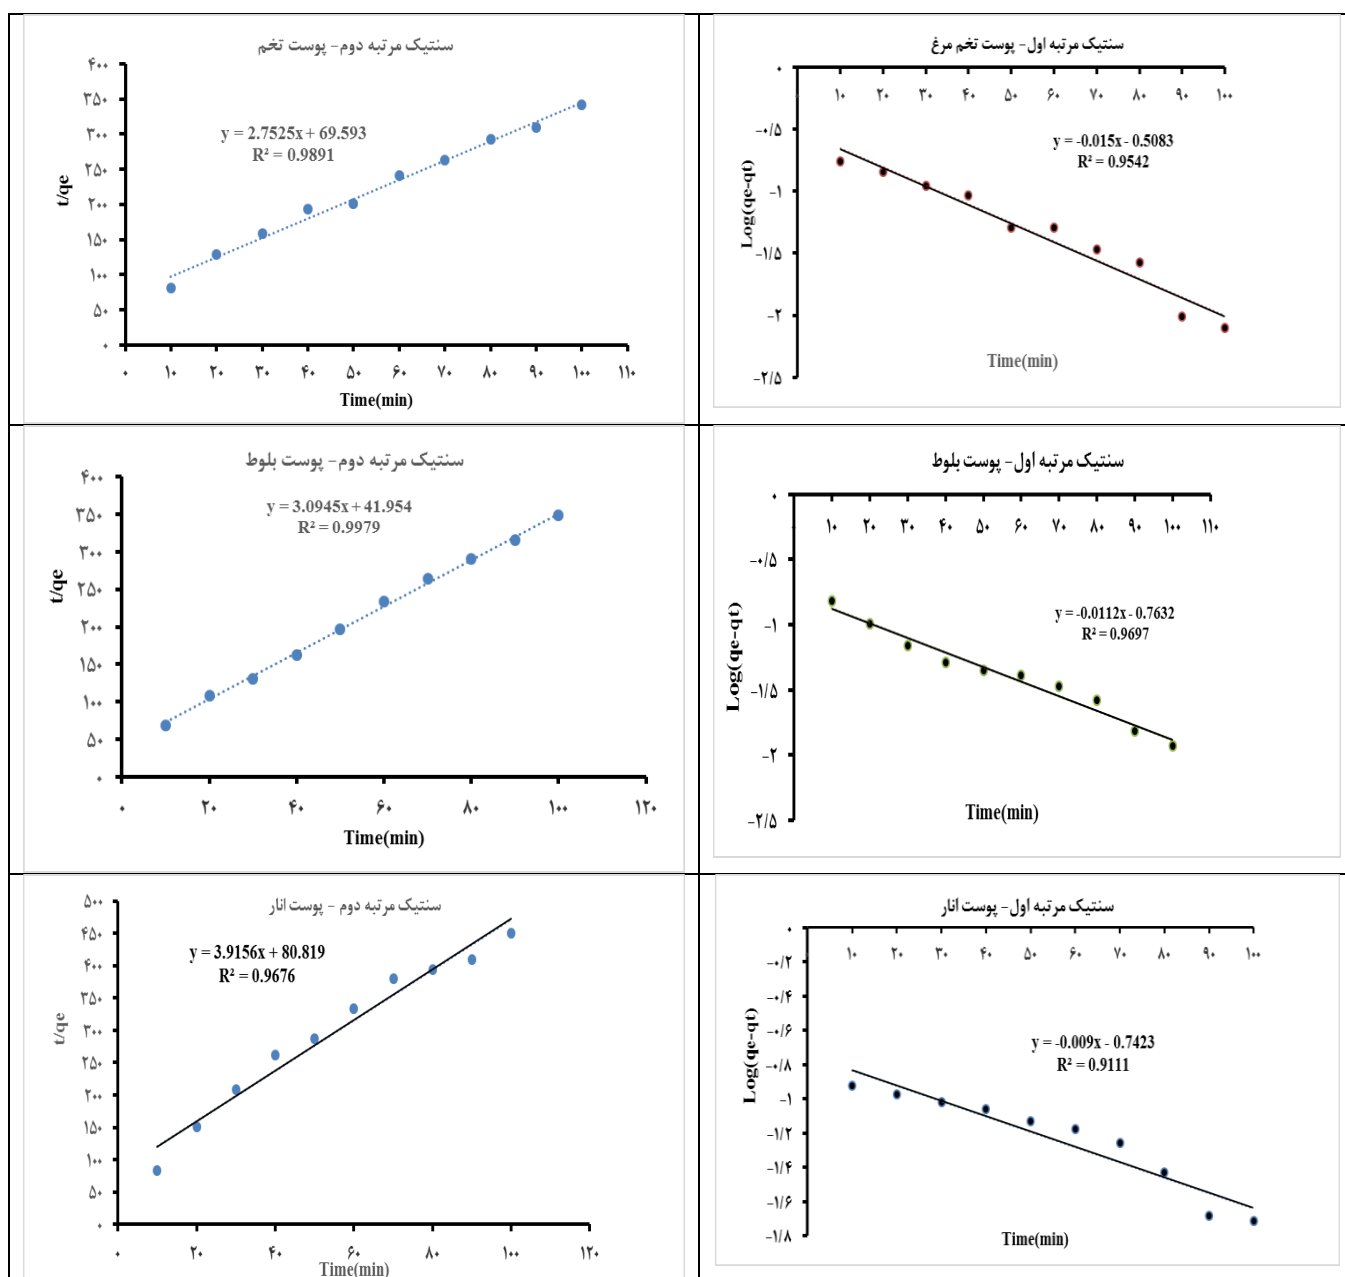 سنتیک مرتبه دوم- پوست تخم
۴۰۰
۳۵۰
۳۰۰
۲۵۰
۲۰۰
۱۵۰
۱۰۰
۵۰
۰
t/qe
y = 2.7525x + 69.593
R² = 0.9891
۰ ۱۰ ۲۰ ۳۰ ۴۰ ۵۰ ۶۰ ۷۰ ۸۰ ۹۰ ۱۰۰ ۱۱۰
Time(min)
سنتیک مرتبه اول- پوست تخم مرغ
۰
-۰/۵
-۱
-۱/۵
-۲
-۲/۵
Log(qe-qt)
۱۰ ۲۰ ۳۰ ۴۰ ۵۰ ۶۰ ۷۰ ۸۰ ۹۰ ۱۰۰
y = -0.015x - 0.5083
R² = 0.9542
Time(min)
سنتیک مرتبه دوم- پوست بلوط
۴۰۰
۳۵۰
۳۰۰
۲۵۰
۲۰۰
۱۵۰
۱۰۰
۵۰
۰
t/qe
y = 3.0945x + 41.954
R² = 0.9979
۰ ۲۰ ۴۰ ۶۰ ۸۰ ۱۰۰ ۱۲۰
Time(min)
سنتیک مرتبه اول- پوست بلوط
۰
-۰/۵
-۱
-۱/۵
-۲
-۲/۵
Log(qe-qt)
۱۰ ۲۰ ۳۰ ۴۰ ۵۰ ۶۰ ۷۰ ۸۰ ۹۰ ۱۰۰ ۱۱۰
y = -0.0112x - 0.7632
R² = 0.9697
Time(min)
سنتیک مرتبه دوم - پوست انار
۵۰۰
۴۵۰
۴۰۰
۳۵۰
۳۰۰
۲۵۰
۲۰۰
۱۵۰
۱۰۰
۵۰
۰
t/qe
y = 3.9156x + 80.819
R² = 0.9676
۰ ۲۰ ۴۰ ۶۰ ۸۰ ۱۰۰ ۱۲۰
Time(min)
سنتیک مرتبه اول- پوست انار
۰
-۰/۲
-۰/۴
-۰/۶
-۰/۸
-۱
-۱/۲
-۱/۴
-۱/۶
-۱/۸
Log(qe-qt)
۱۰ ۲۰ ۳۰ ۴۰ ۵۰ ۶۰ ۷۰ ۸۰ ۹۰ ۱۰۰
y = -0.009x - 0.7423
R² = 0.9111
Time(min)